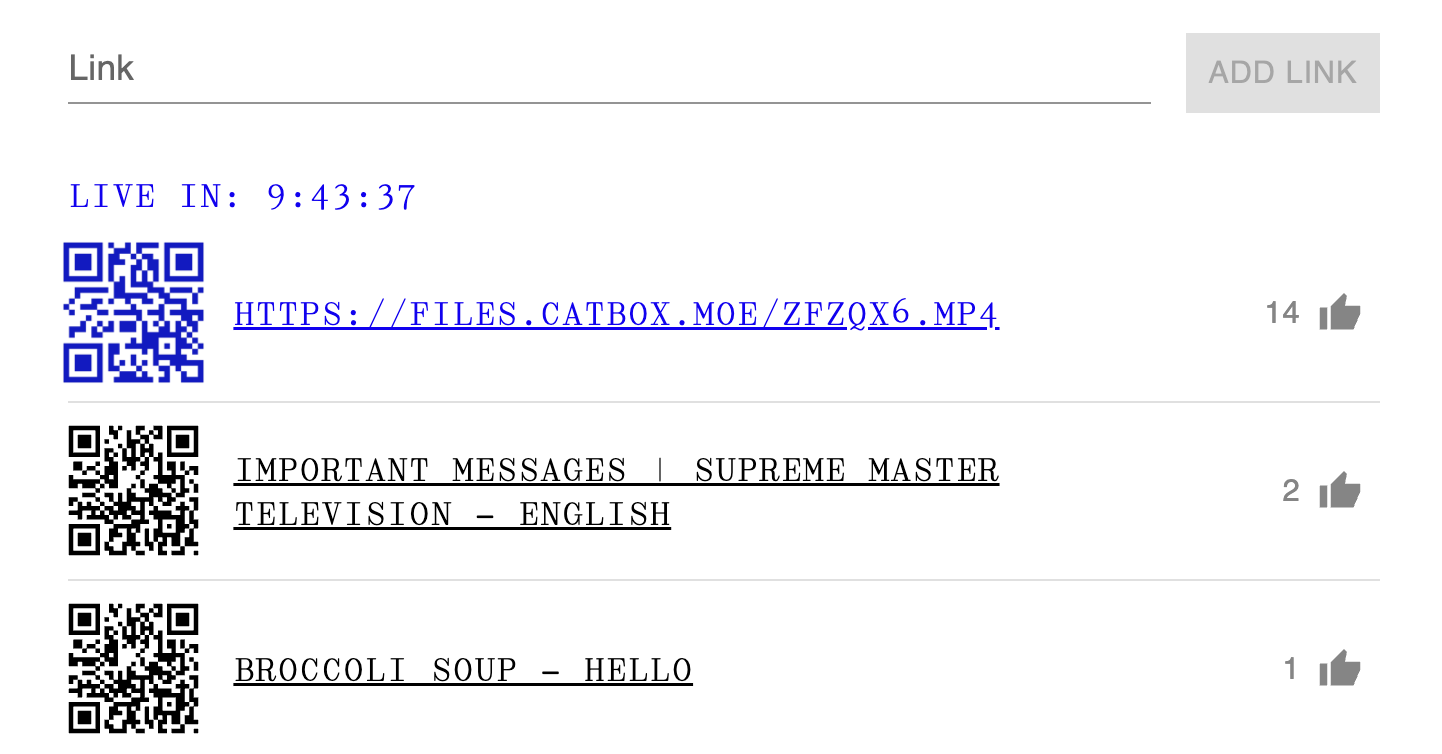 Link
ADD LINK
LIVE IN: 9:43:37
HTTPS://FILES.CATBOX.MOE/ZFZQX6.MP4
14
IMPORTANT MESSAGES | SUPREME MASTER
TELEVISION – ENGLISH
2
BROCCOLI SOUP – HELLO
1